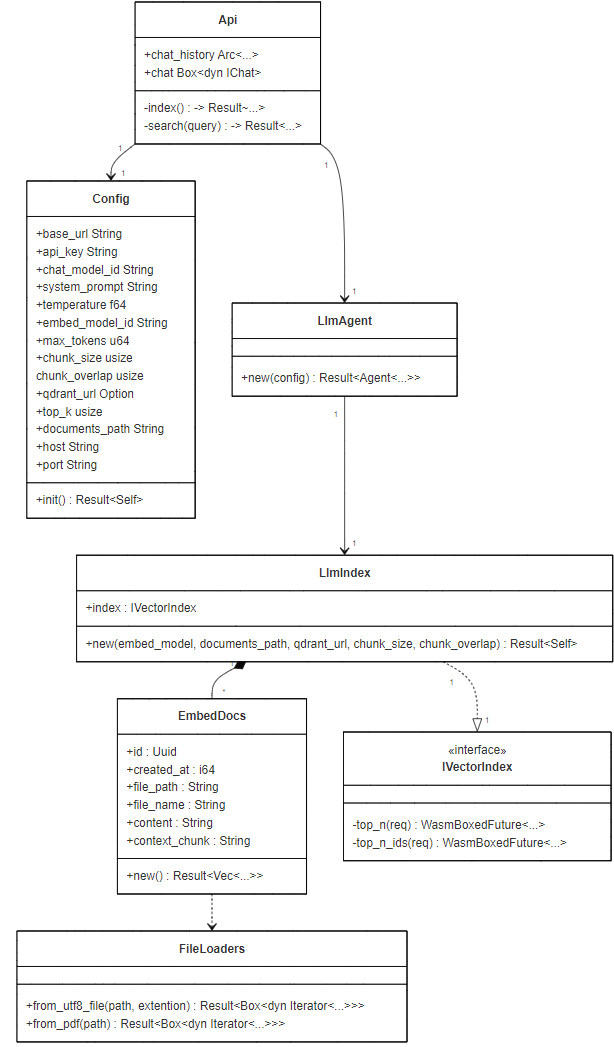 Api
+chat_history Arc<...>
+chat Box<dyn IChat>
-index() : -> Result~...>
-search(query) : -> Result<...>
1
1
1
1
Config
+base_url String
+api_key String
+chat_model_id String
+system_prompt String
+temperature f64
+embed_model_id String
+max_tokens u64
+chunk_size usize
chunk_overlap usize
+qdrant_url Option
+top_k usize
+documents_path String
+host String
+port String
+init() : Result<Self>
LlmAgent
+new(config) : Result<Agent<...>>
1
1
LlmIndex
+index : IVectorIndex
+new(embed_model, documents_path, qdrant_url, chunk_size, chunk_overlap) : Result<Self>
1
*
1
1
EmbedDocs
+id : Uuid
+created_at : i64
+file_path : String
+file_name : String
+content : String
+context_chunk : String
+new() : Result<Vec<...>>
«interface»
IVectorIndex
-top_n(req) : WasmBoxedFuture<...>
-top_n_ids(req) : WasmBoxedFuture<...>
FileLoaders
+from_utf8_file(path, extention) : Result<Box<dyn Iterator<...>>>
+from_pdf(path) : Result<Box<dyn Iterator<...>>>